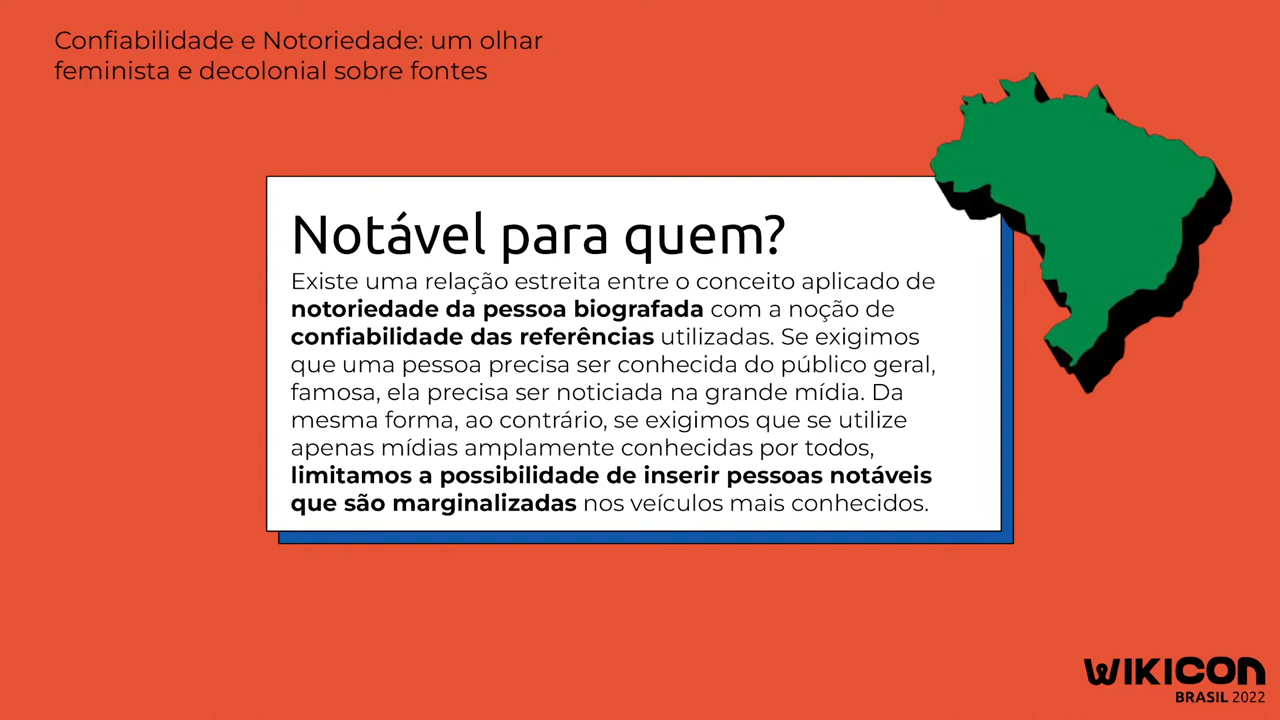 Confiabilidade e Notoriedade: um olhar
feminista e decolonial sobre fontes
Notável para quem?
Existe uma relação estreita entre o conceito aplicado de
notoriedade da pessoa biografada com a noção de
confiabilidade das referências utilizadas. Se exigimos
que uma pessoa precisa ser conhecida do público geral,
famosa, ela precisa ser noticiada na grande mídia. Da
mesma forma, ao contrário, se exigimos que se utilize
apenas mídias amplamente conhecidas por todos,
limitamos a possibilidade de inserir pessoas notáveis
que são marginalizadas nos veículos mais conhecidos.
WIKICON
BRASIL 2022